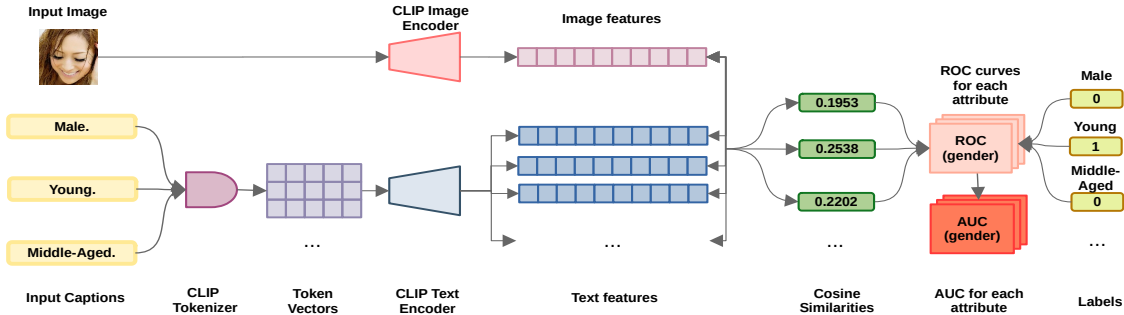 Input Image
CLIP Image
Encoder
Image features
Male.
Young.
Middle-Aged.
...
...
0.1953
0.2538
0.2202
...
ROC curves
for each
attribute
ROC
(gender)
AUC
(gender)
Male
0
Young
1
Middle-
Aged
0
...
Input Captions
CLIP
Tokenizer
Token
Vectors
CLIP Text
Encoder
Text features
Cosine
Similarities
AUC for each
attribute
Labels